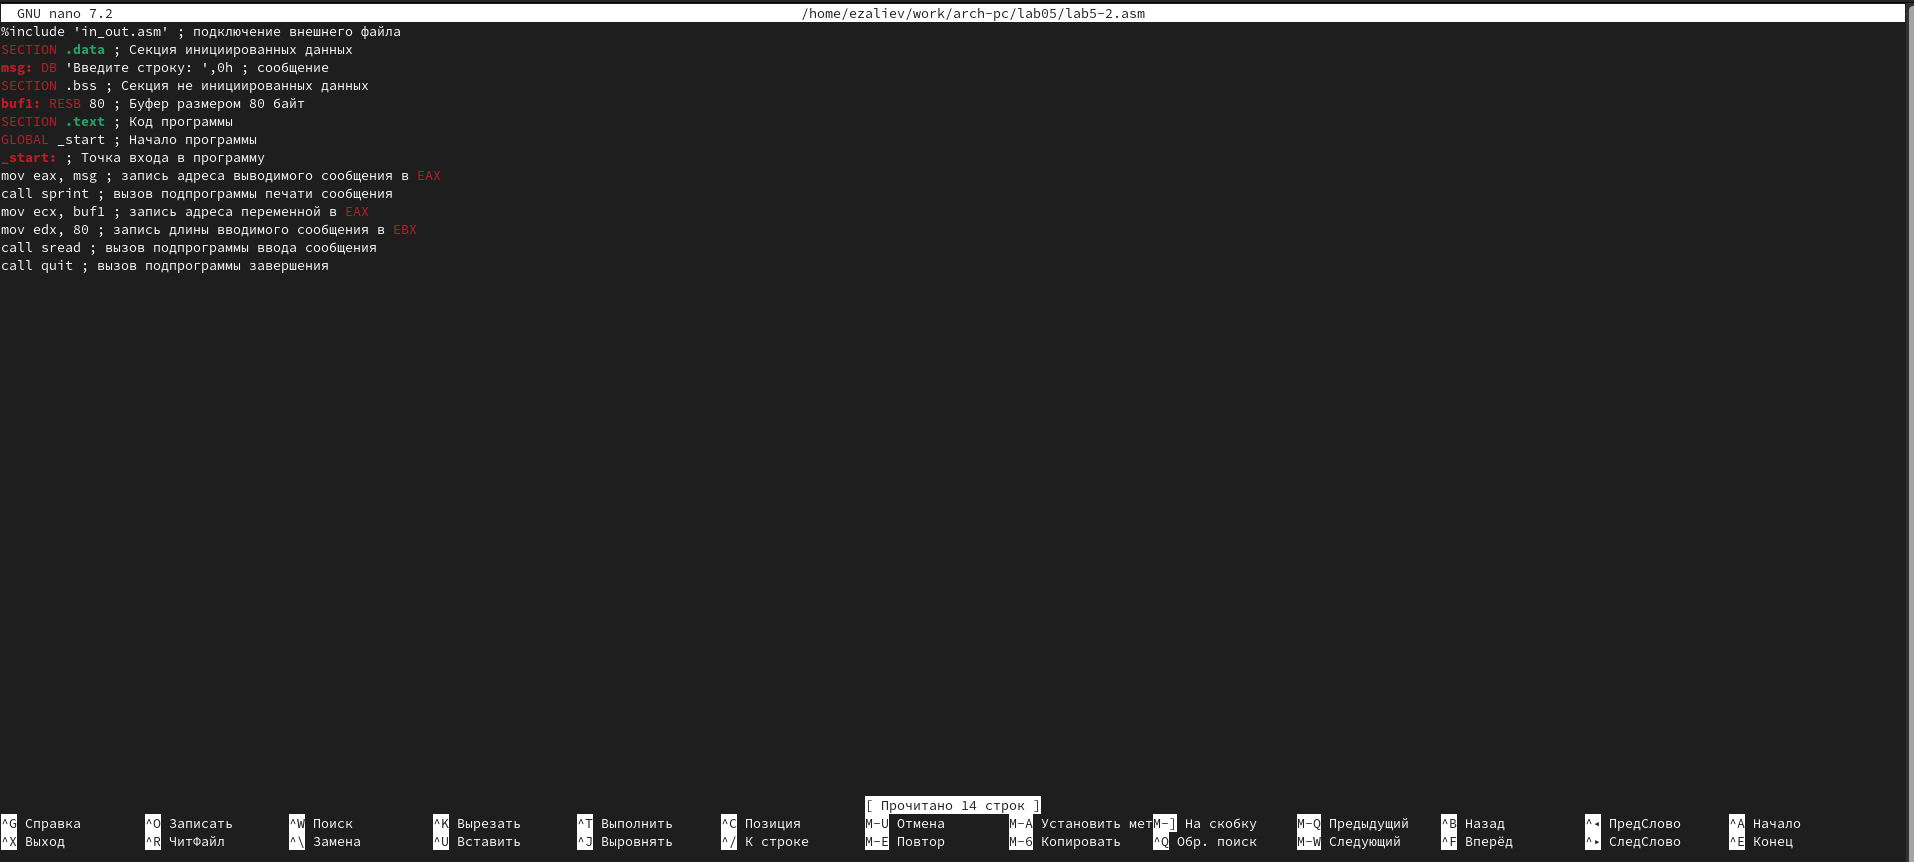 GNU nano 7.2 /home/ezaliev/work/arch-pc/lab05/lab5-2.asm
%include 'in_out.asm' ; подключение внешнего файла
SECTION .data ; Секция инициированных данных
msg: DB 'Введите строку: ',0h ; сообщение
SECTION .bss ; Секция не инициированных данных
buf1: RESB 80 ; Буфер размером 80 байт
SECTION .text ; Код программы
GLOBAL _start ; Начало программы
_start: ; Точка входа в программу
mov eax, msg ; запись адреса выводимого сообщения в EAX
call sprint ; вызов подпрограммы печати сообщения
mov ecx, buf1 ; запись адреса переменной в EAX
mov edx, 80 ; запись длины вводимого сообщения в EBX
call sread ; вызов подпрограммы ввода сообщения
call quit ; вызов подпрограммы завершения
[ Прочитано 14 строк ]
^G Справка ^O Записать ^W Поиск ^K Вырезать ^T Выполнить ^C Позиция M-U Отмена M-A Установить мет M-] На скобку M-Q Предыдущий ^B Назад ^◂ ПредСлово ^A Начало
^X Выход ^R ЧитФайл ^\ Замена ^U Вставить ^J Выровнять ^/ К строке M-E Повтор M-6 Копировать ^Q Обр. поиск M-W Следующий ^F Вперёд ^▸ СледСлово ^E Конец